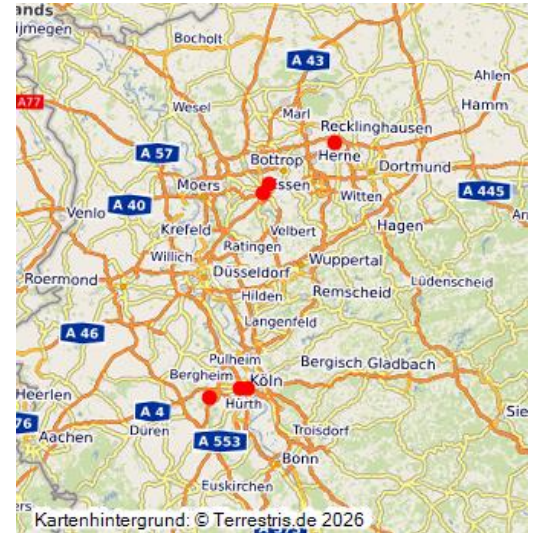 ands
ijmegen
Bocholt
A 43
Ahlen
A77
Wesel
Marl
Hamm
Recklinghausen
A 57
Bottrop
Herne
Dortmund
Moers
Essen
Witten
A 445
Venlo
A 40
Krefeld
Velbert
Hagen
Ratingen
Willich
Wuppertal
Roermond
Düsseldorf
Lüdenscheid
Hilden
Remscheid
Langenfeld
A 46
Pulheim
Bergisch Gladbach
Bergheim
Köln
Heerlen
A 4
Hürth
Sie
76
Düren
Troisdorf
Aachen
A 553
Bonn
Euskirchen
Kartenhintergrund: © Terrestris.de 2026